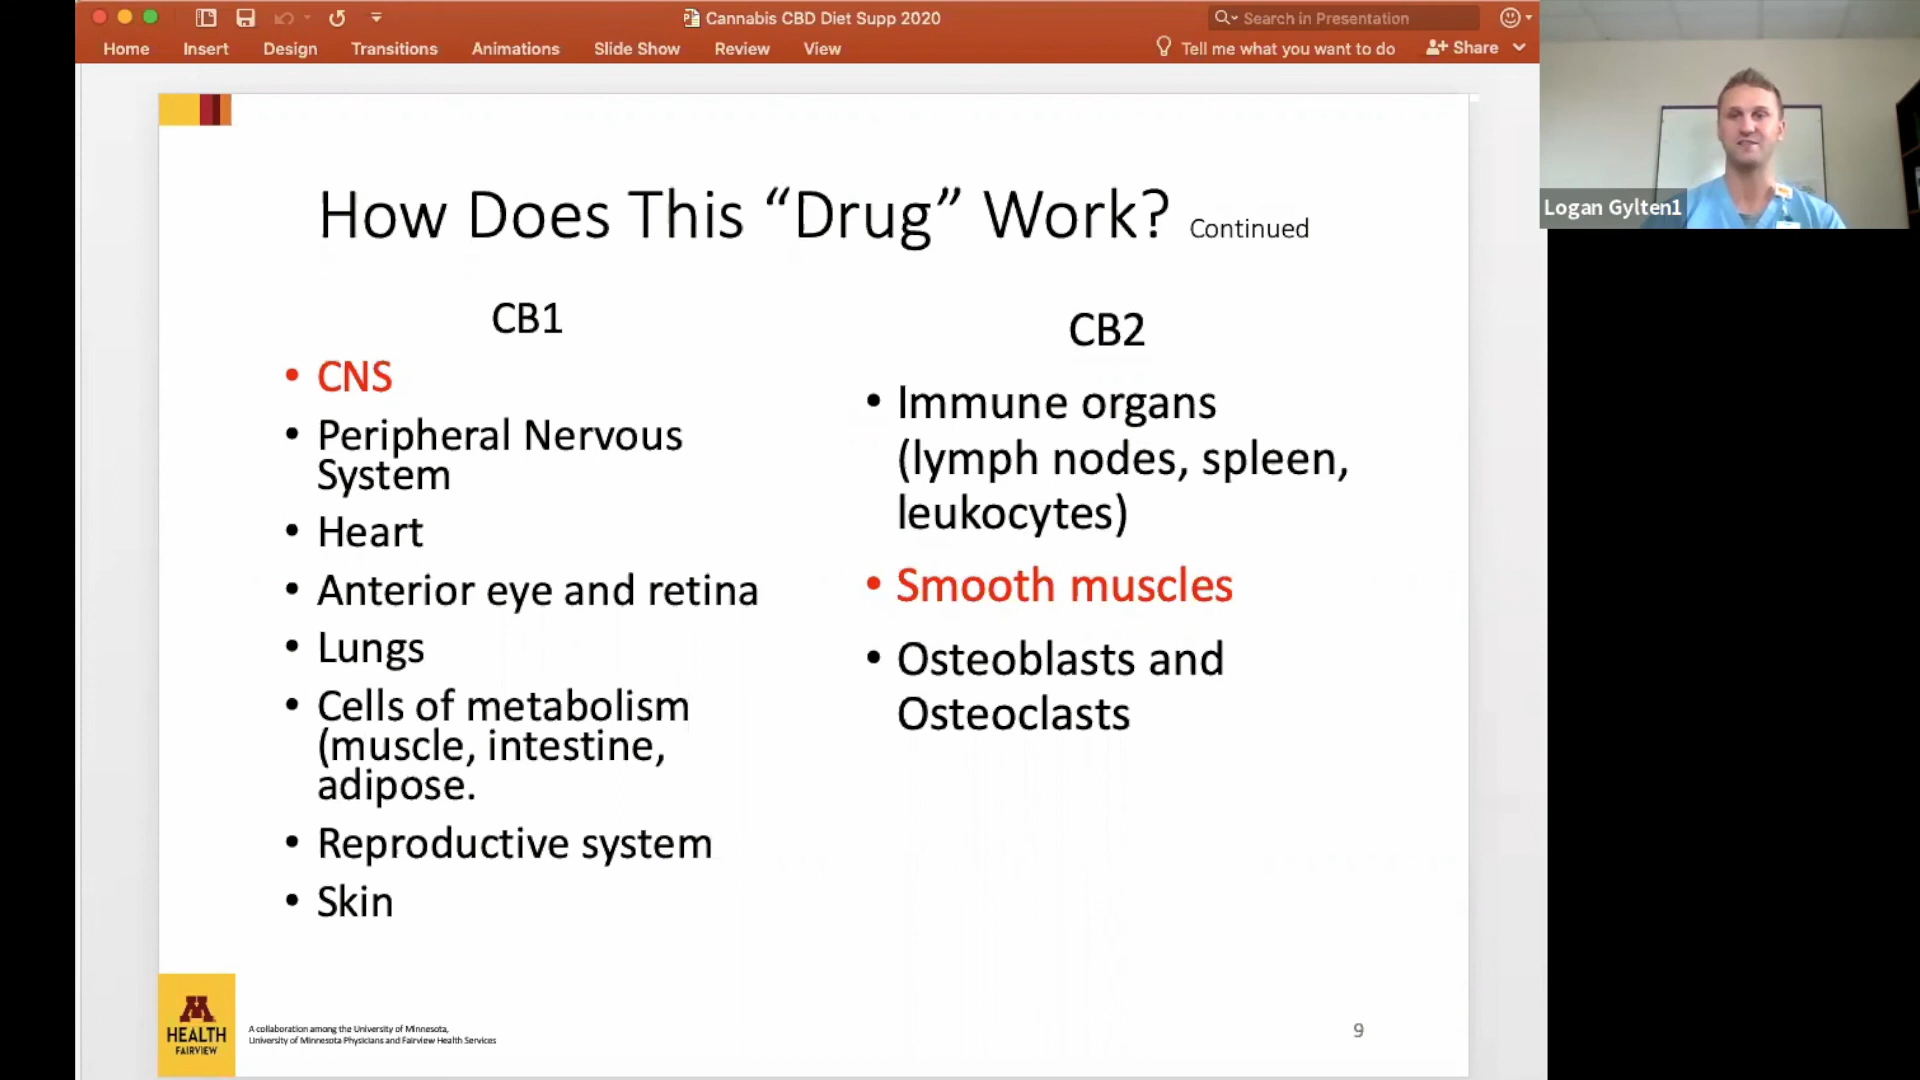 Cannabis CBD Diet Supp 2020
Search in Presentation
Home Insert Design Transitions Animations Slide Show Review View
Tell me what you want to do
Share
How Does This “Drug” Work? Continued
CB1
• CNS
• Peripheral Nervous
System
• Heart
• Anterior eye and retina
• Lungs
• Cells of metabolism
(muscle, intestine,
adipose.
• Reproductive system
• Skin
CB2
• Immune organs
(lymph nodes, spleen,
leukocytes)
• Smooth muscles
• Osteoblasts and
Osteoclasts
M
HEALTH
FAIRVIEW
A collaboration among the University of Minnesota,
University of Minnesota Physicians and Fairview Health Services
9
Logan Gylten1